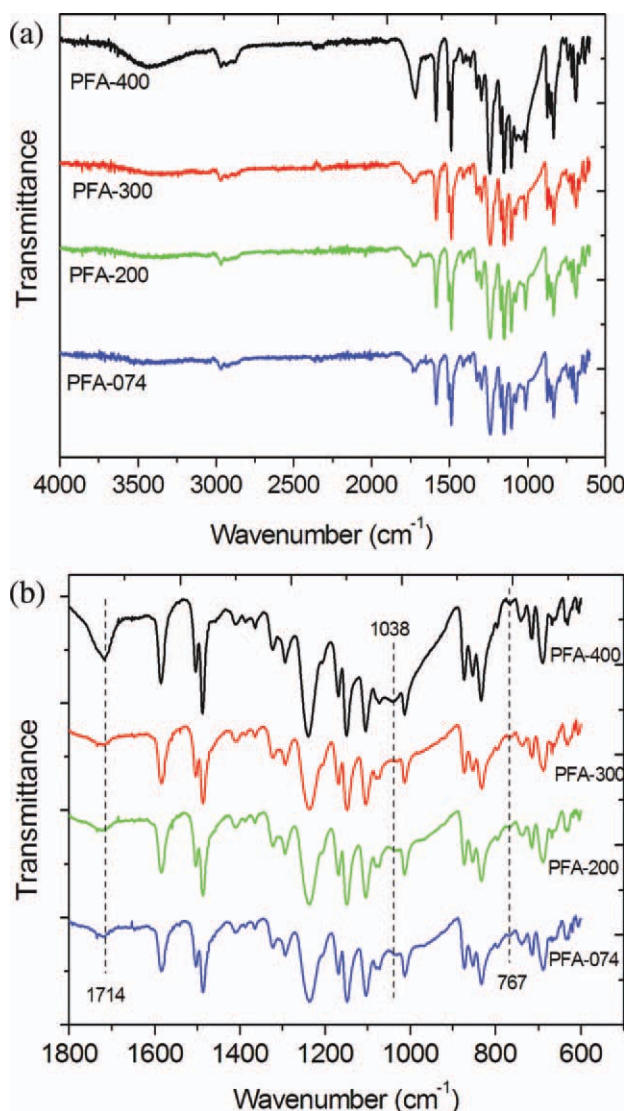 (a)
PFA-400
PFA-300
PFA-200
PFA-074
Transmittance
4000 3500 3000 2500 2000 1500 1000 500
Wavenumber (cm⁻¹)
(b)
1038
PFA-400
PFA-300
PFA-200
PFA-074
1714
767
Transmittance
1800 1600 1400 1200 1000 800 600
Wavenumber (cm⁻¹)